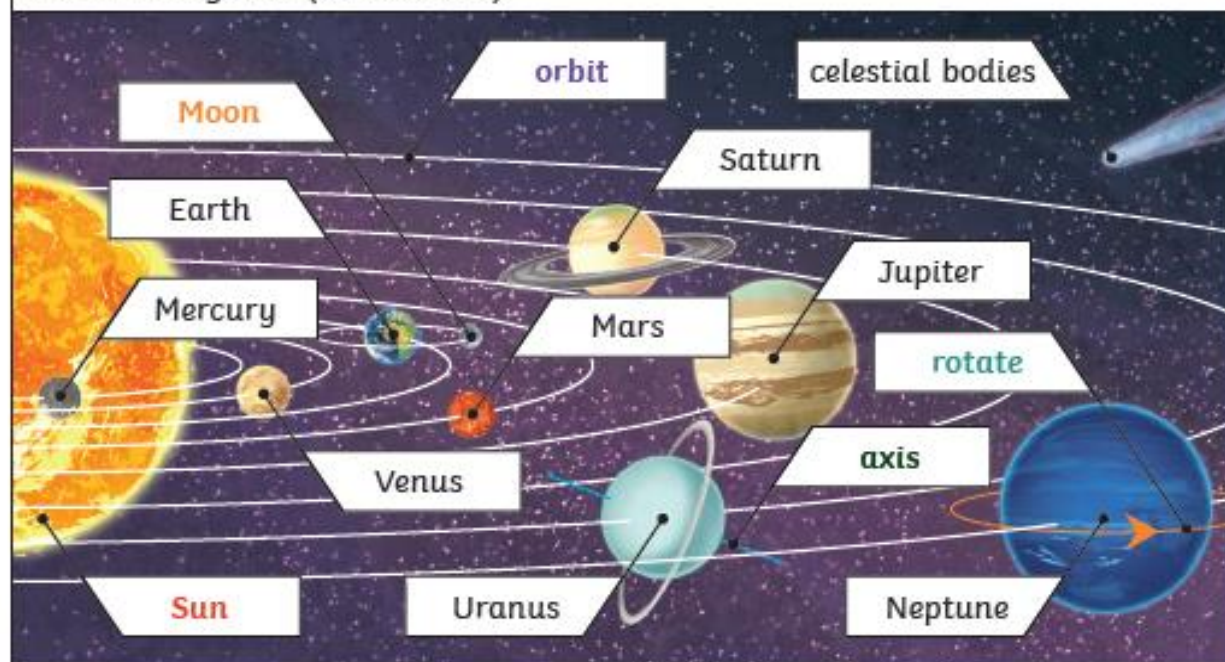 orbit
celestial bodies
Moon
Saturn
Earth
Jupiter
Mercury
Mars
rotate
axis
Venus
Sun
Uranus
Neptune